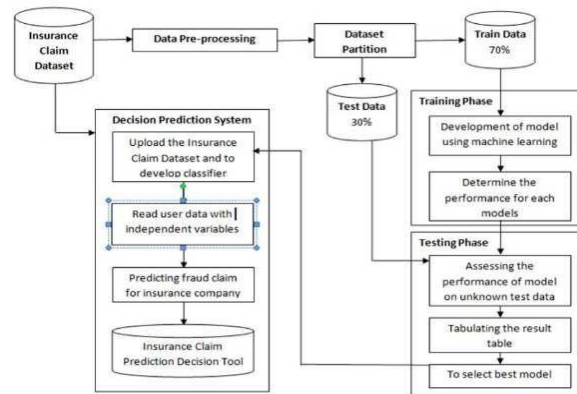 Insurance
Claim
Dataset
Data Pre-processing
Dataset
Partition
Train Data
70%
Test Data
30%
Training Phase
Development of model
using machine learning
Determine the
performance for each
models
Testing Phase
Assessing the
performance of model
on unknown test data
Tabulating the result
table
To select best model
Decision Prediction System
Upload the Insurance
Claim Dataset and to
develop classifier
Read user data with
independent variables
Predicting fraud claim
for insurance company
Insurance Claim
Prediction Decision Tool